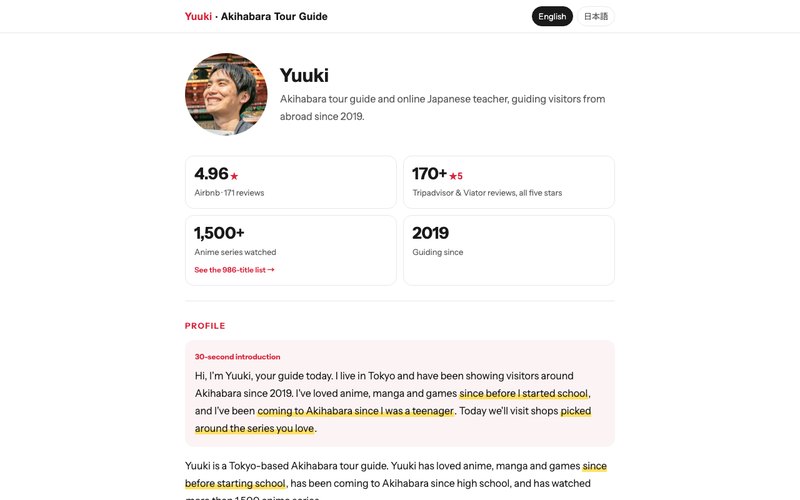 Yuuki · Akihabara Tour Guide
English
日本語
Yuuki
Akihabara tour guide and online Japanese teacher, guiding visitors from
abroad since 2019.
4.96★
Airbnb · 171 reviews
170+★5
Tripadvisor & Viator reviews, all five stars
1,500+
Anime series watched
See the 986-title list →
2019
Guiding since
PROFILE
30-second introduction
Hi, I'm Yuuki, your guide today. I live in Tokyo and have been showing visitors around
Akihabara since 2019. I've loved anime, manga and games since before I started school,
and I've been coming to Akihabara since I was a teenager. Today we'll visit shops picked
around the series you love.
Yuuki is a Tokyo-based Akihabara tour guide. Yuuki has loved anime, manga and games since
before starting school, has been coming to Akihabara since high school, and has watched
more than 1,500 anime series.